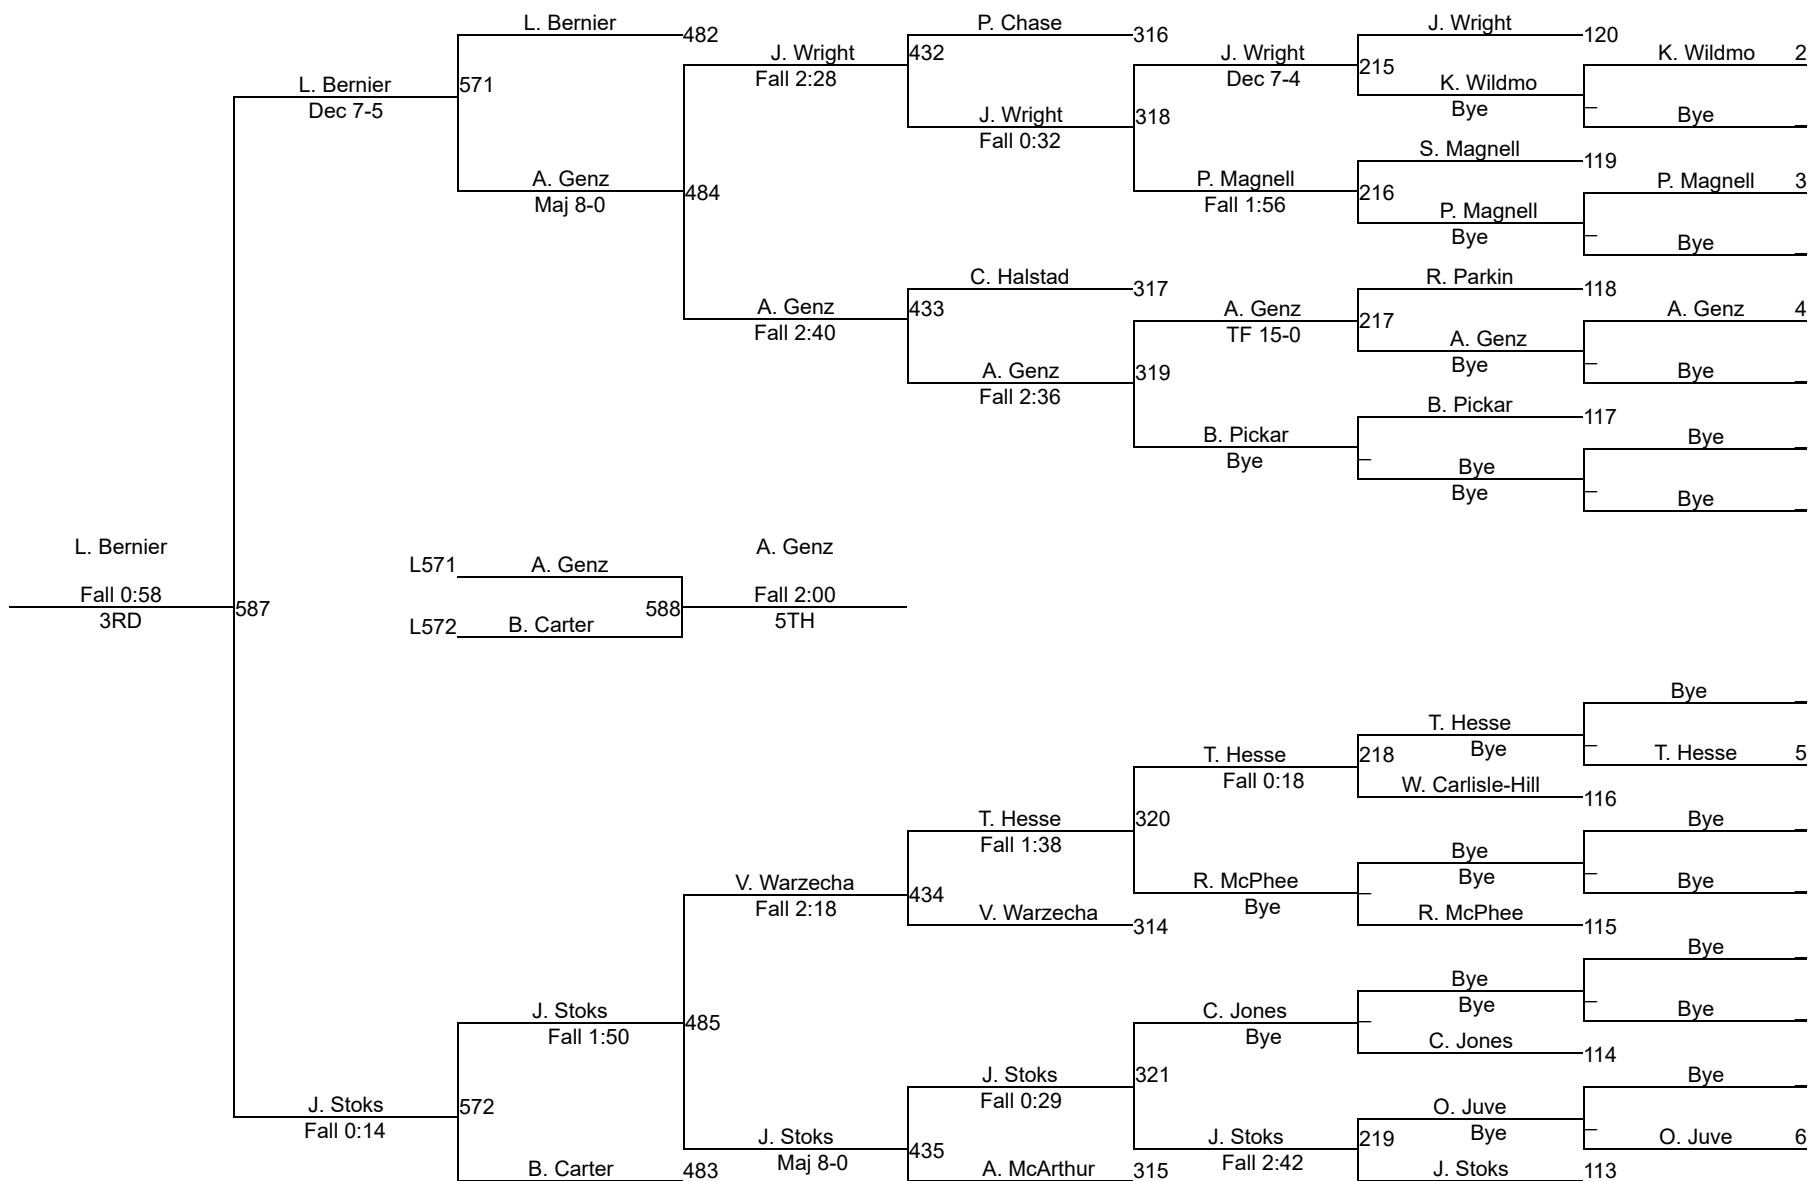 L. Bernier 482 P. Chase 316 J. Wright 120
J. Wright 432 J. Wright K. Wildmo 2
Fall 2:28 Dec 7-4 215
L. Bernier 571 K. Wildmo
Dec 7-5 J. Wright 318 Bye Bye
Fall 0:32
S. Magnell 119
A. Genz 484 P. Magnell 216 P. Magnell 3
Maj 8-0 Fall 1:56 P. Magnell
Bye Bye
C. Halstad 317 R. Parkin 118
A. Genz 433 A. Genz 217 A. Genz 4
Fall 2:40 TF 15-0 A. Genz
A. Genz 319 Bye Bye
Fall 2:36
B. Pickar 117
B. Pickar Bye
Bye Bye
Bye Bye
L. Bernier A. Genz
L571 A. Genz
Fall 0:58 587 588 Fall 2:00
3RD L572 B. Carter 5TH
Bye
T. Hesse
T. Hesse 218 Bye T. Hesse 5
Fall 0:18 W. Carlisle-Hill 116
T. Hesse 320 Bye
Fall 1:38 Bye
V. Warzecha 434 R. McPhee Bye Bye
Fall 2:18 V. Warzecha 314 Bye R. McPhee 115
Bye
Bye
J. Stoks 485 C. Jones Bye Bye
Fall 1:50 Bye C. Jones 114
J. Stoks 321 Bye
Fall 0:29
J. Stoks 572 O. Juve
Fall 0:14 J. Stoks 435 J. Stoks 219 Bye O. Juve 6
Maj 8-0 Fall 2:42
B. Carter 483 A. McArthur 315 J. Stoks 113